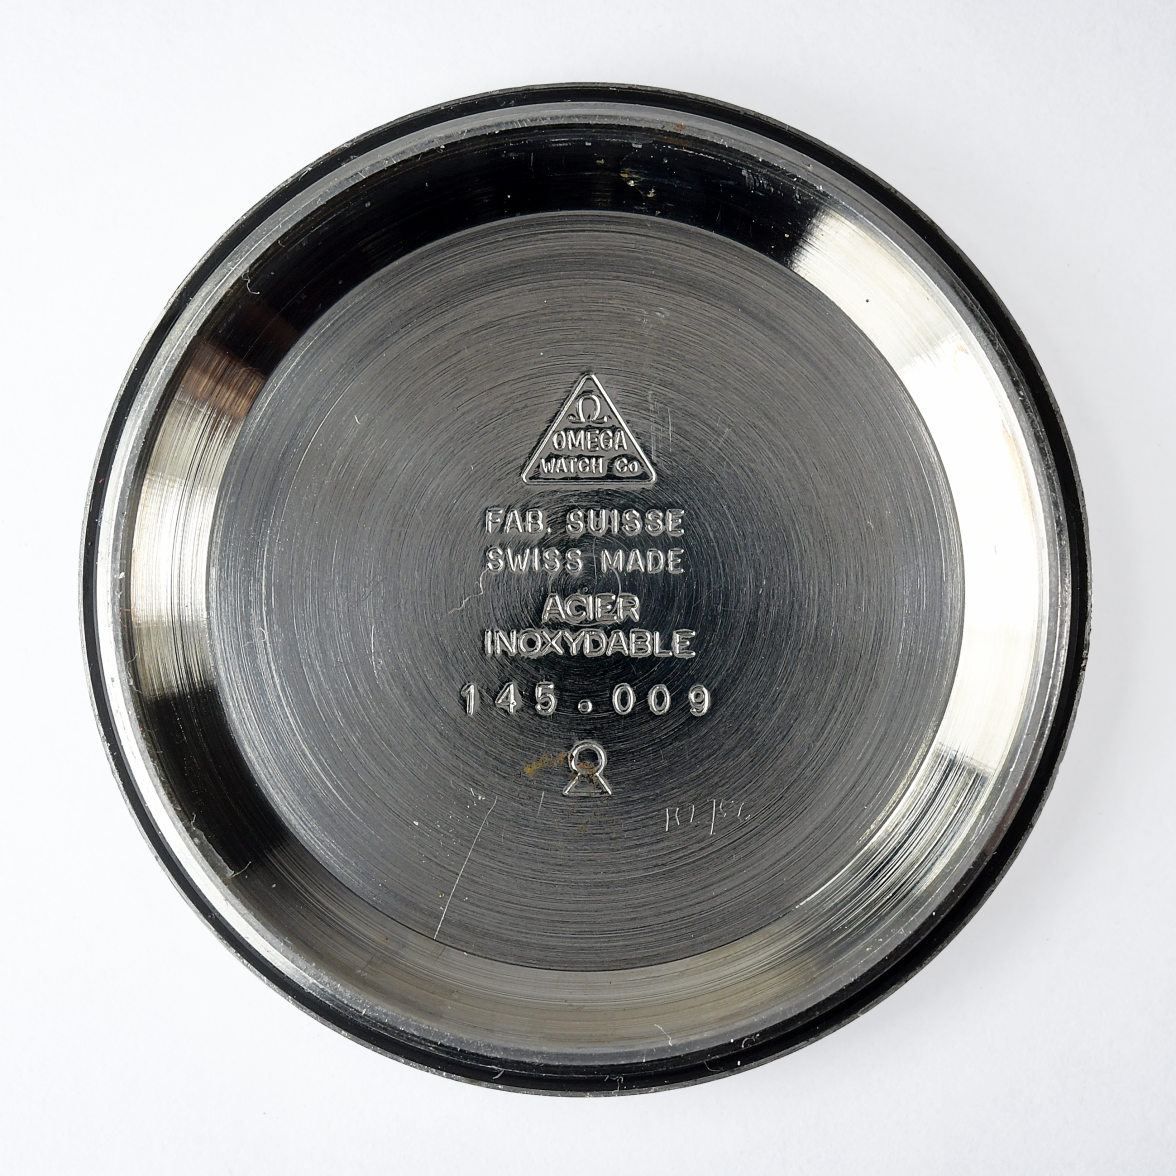 Ω
OMEGA
WATCH Co
FAB. SUISSE
SWISS MADE
ACIER
INOXYDABLE
145.009